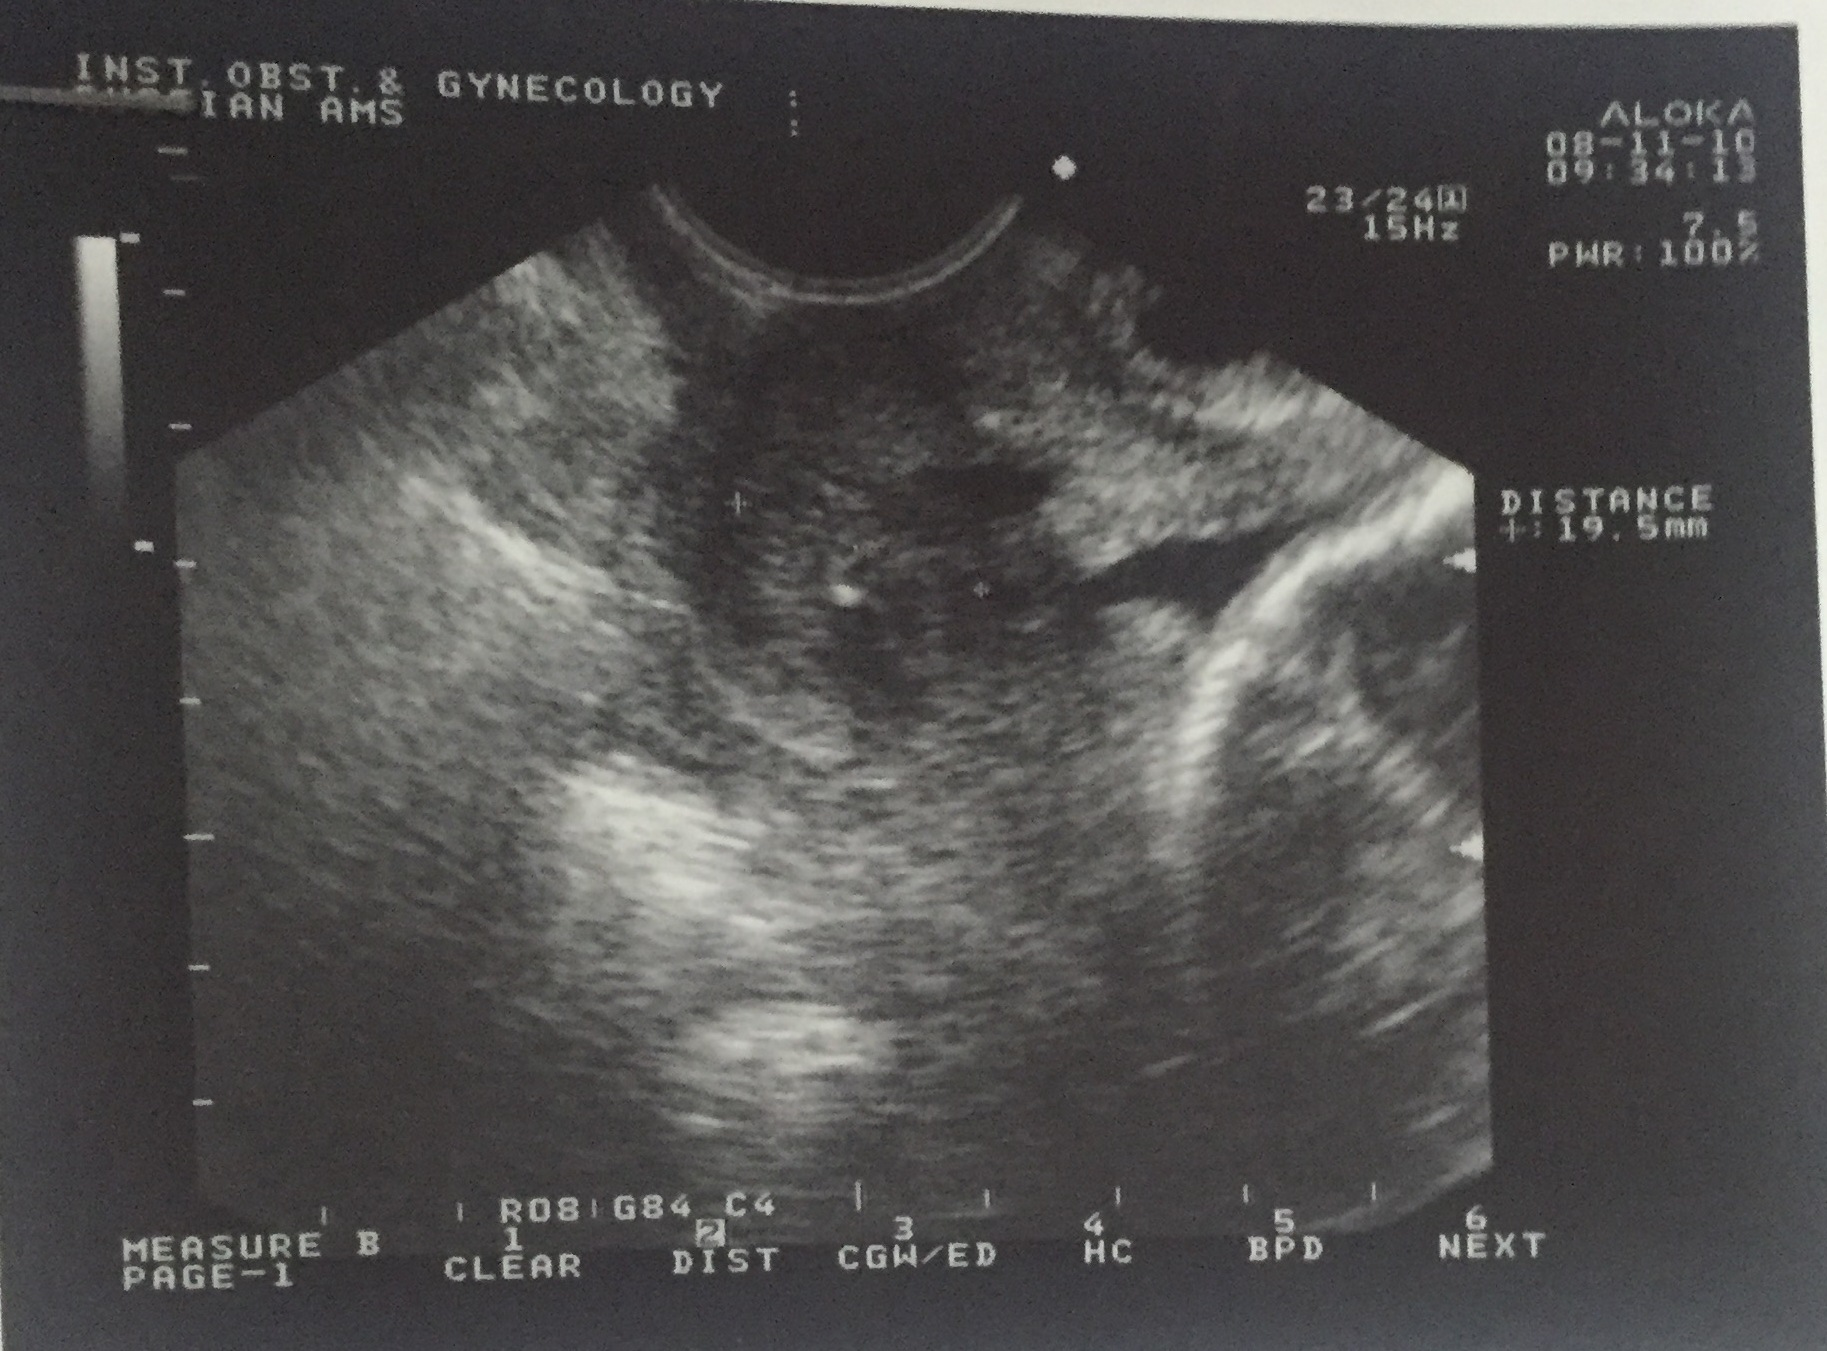 INST.OBST.& GYNECOLOGY
IAN AMS
ALOKA
08-11-10
09:34:13
23/24
15Hz
7.5
PWR:100%
DISTANCE
+:19.5mm
R08 G84 C4
MEASURE B
PAGE-1
1 2 3 4 5 6
CLEAR DIST CGW/ED HC BPD NEXT